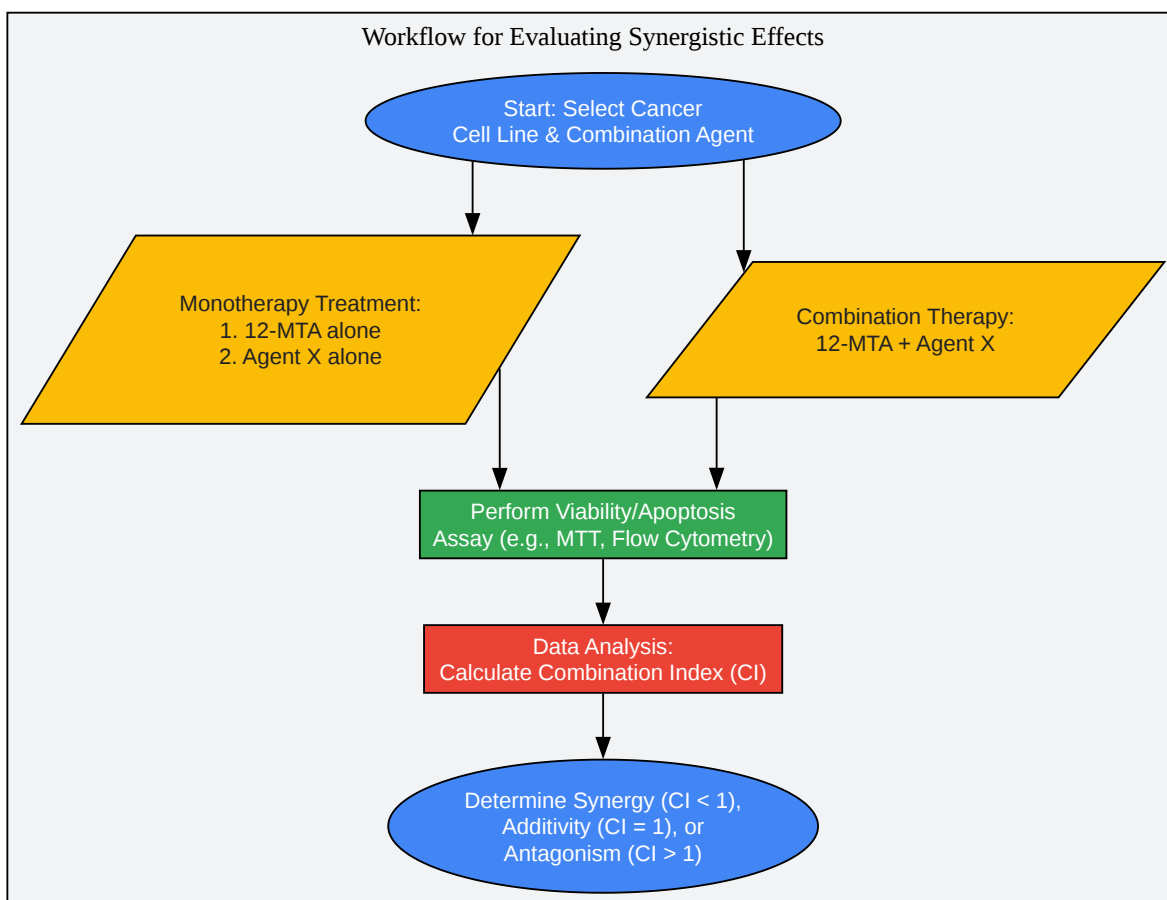 Workflow for Evaluating Synergistic Effects
Start: Select Cancer
Cell Line & Combination Agent
Monotherapy Treatment:
1. 12-MTA alone
2. Agent X alone
Combination Therapy:
12-MTA + Agent X
Perform Viability/Apoptosis
Assay (e.g., MTT, Flow Cytometry)
Data Analysis:
Calculate Combination Index (CI)
Determine Synergy (CI < 1),
Additivity (CI = 1), or
Antagonism (CI > 1)